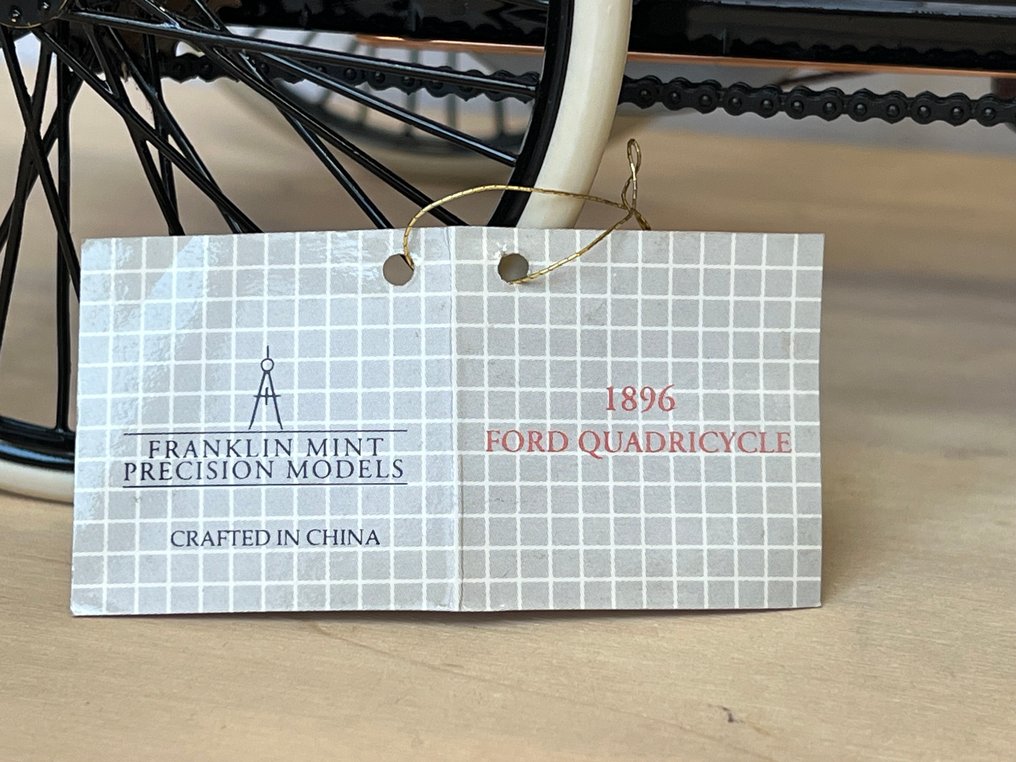 FRANKLIN MINT
PRECISION MODELS
CRAFTED IN CHINA
1896
FORD QUADRICYCLE